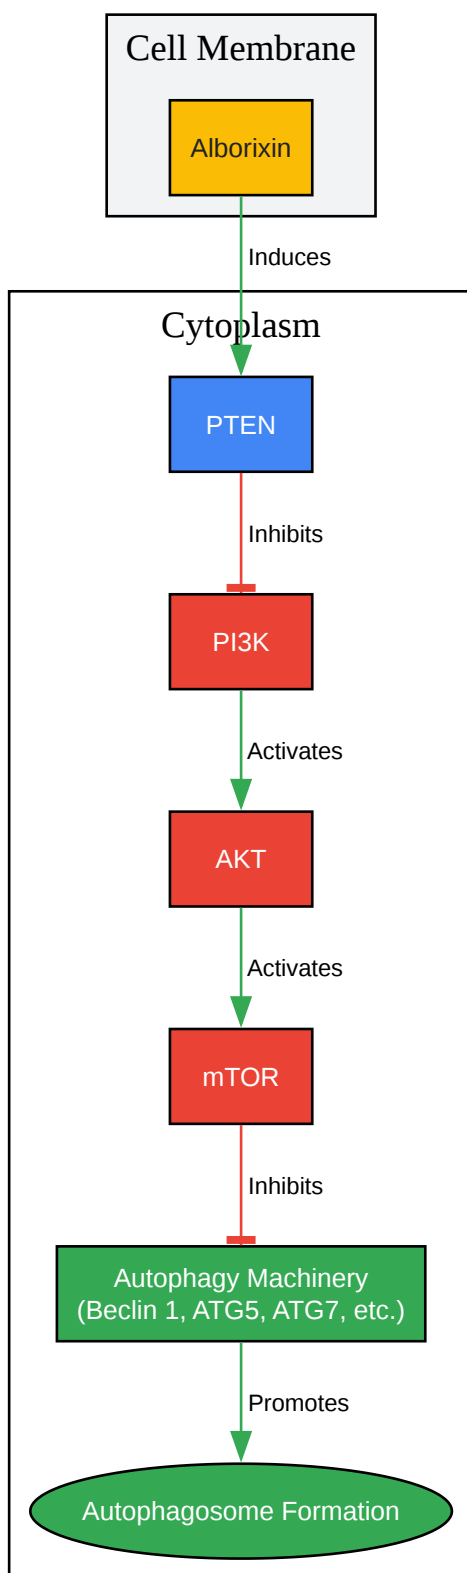 Cell Membrane
Alborixin
Induces
Cytoplasm
PTEN
Inhibits
PI3K
Activates
AKT
Activates
mTOR
Inhibits
Autophagy Machinery
(Beclin 1, ATG5, ATG7, etc.)
Promotes
Autophagosome Formation